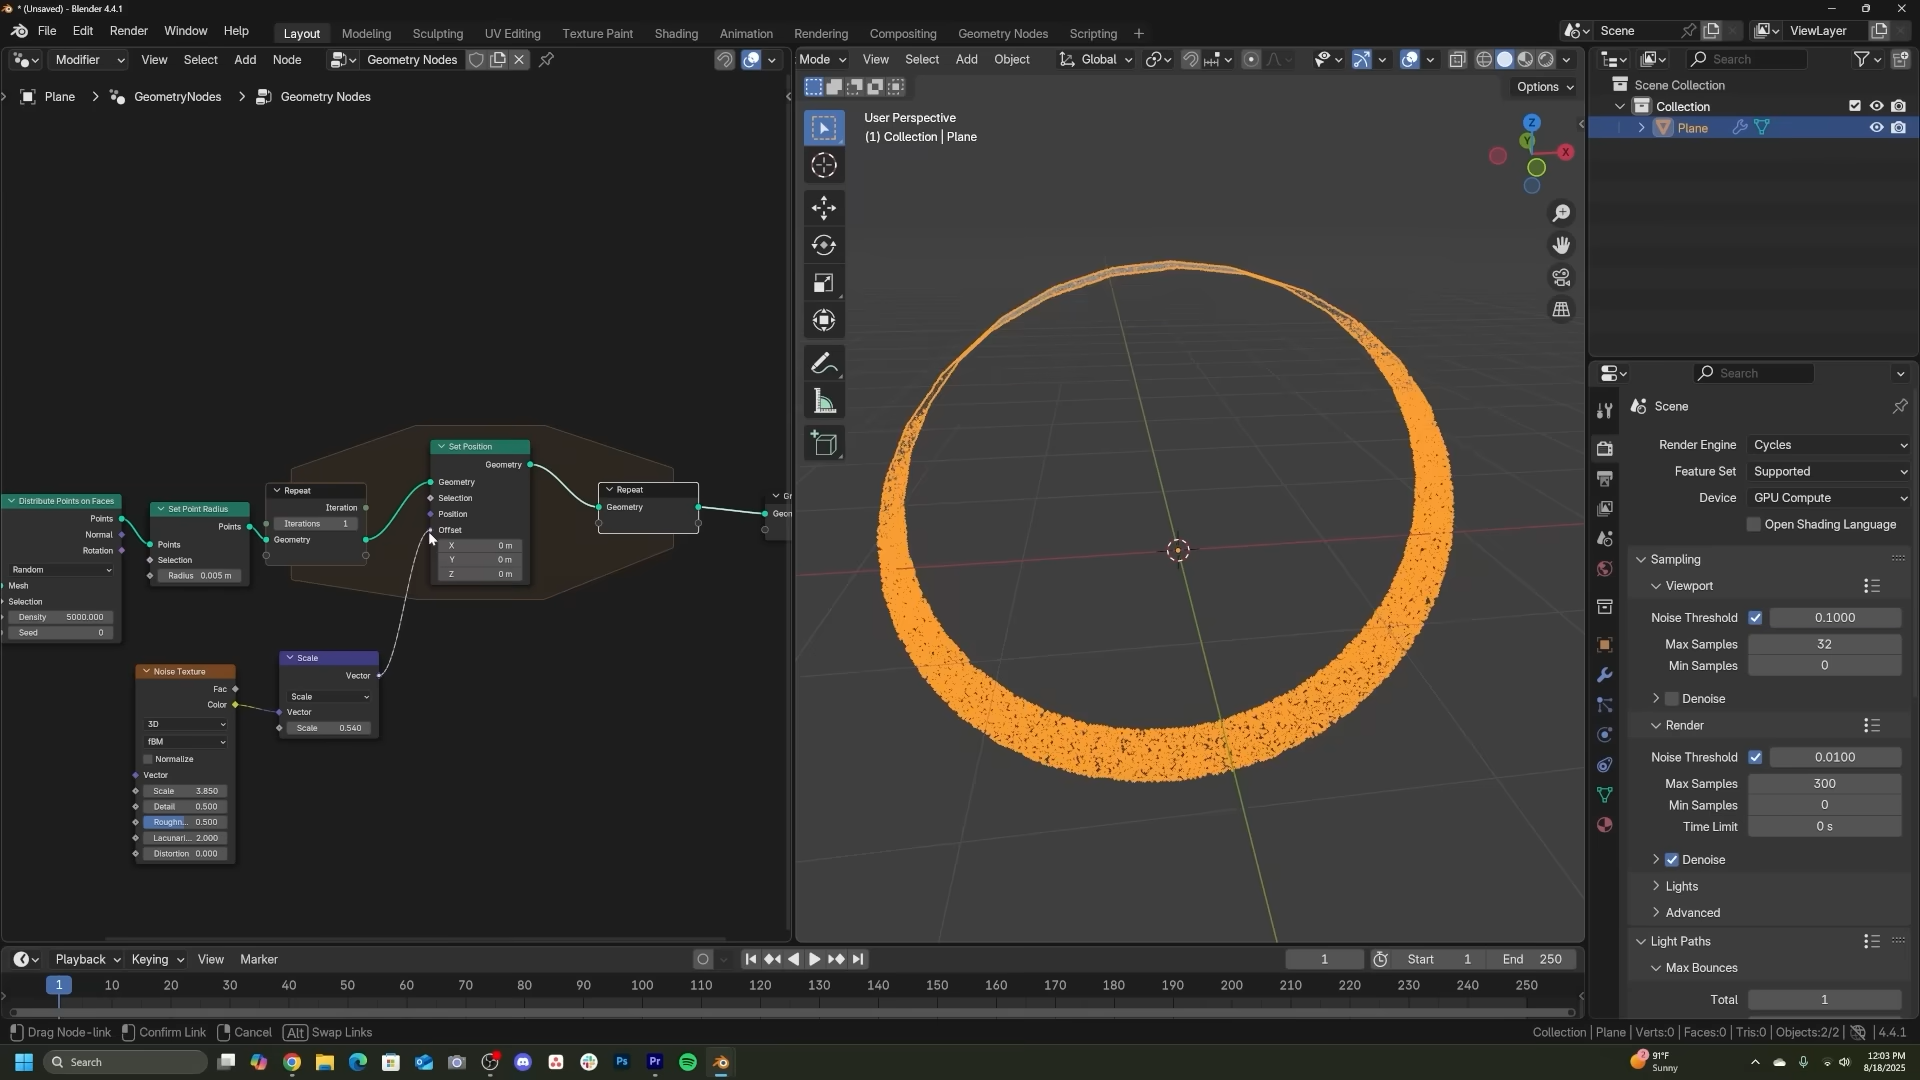 * (Unsaved) - Blender 4.4.1
File Edit Render Window Help
Layout Modeling Sculpting UV Editing Texture Paint Shading Animation Rendering Compositing Geometry Nodes Scripting +
Scene
ViewLayer
Modifier View Select Add Node Geometry Nodes
Mode View Select Add Object Global
Search
Plane > GeometryNodes > Geometry Nodes
Options
Scene Collection
Collection
Plane
User Perspective
(1) Collection | Plane
Z
Y
X
Distribute Points on Faces
Points
Normal
Rotation
Random
Mesh
Selection
Density 5000.000
Seed 0
Set Point Radius
Points
Points
Selection
Radius 0.005 m
Repeat
Iteration
Iterations 1
Geometry
Set Position
Geometry
Geometry
Selection
Position
Offset
X 0 m
Y 0 m
Z 0 m
Repeat
Geometry
Noise Texture
Fac
Color
3D
fBM
Normalize
Vector
Scale 3.850
Detail 0.500
Roughn... 0.500
Lacunari... 2.000
Distortion 0.000
Scale
Vector
Scale
Vector
Scale 0.540
Search
Scene
Render Engine Cycles
Feature Set Supported
Device GPU Compute
Open Shading Language
Sampling
Viewport
Noise Threshold 0.1000
Max Samples 32
Min Samples 0
Denoise
Render
Noise Threshold 0.0100
Max Samples 300
Min Samples 0
Time Limit 0 s
Denoise
Lights
Advanced
Light Paths
Max Bounces
Total 1
Playback Keying View Marker
1 Start 1 End 250
1 10 20 30 40 50 60 70 80 90 100 110 120 130 140 150 160 170 180 190 200 210 220 230 240 250
Drag Node-link Confirm Link Cancel Alt Swap Links
Collection | Plane | Verts:0 | Faces:0 | Tris:0 | Objects:2/2 | 4.4.1
Search
Ps
Pr
91°F
Sunny
12:03 PM
8/18/2025